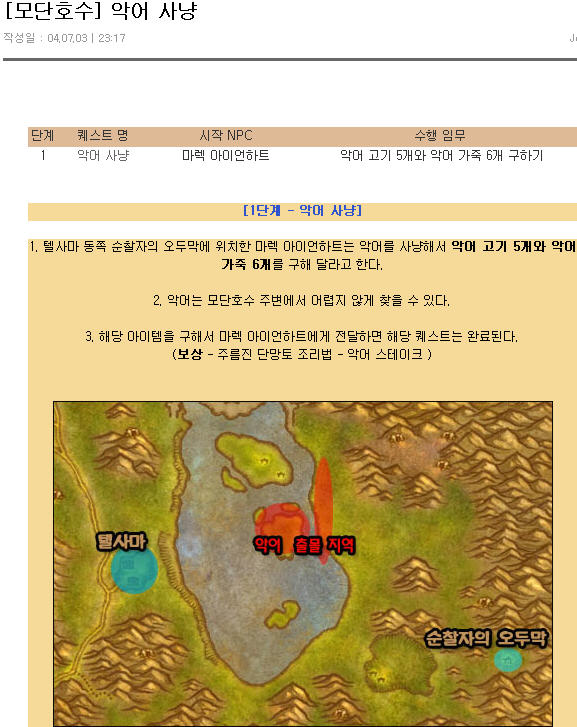 [모단호수] 악어 사냥
작성일 : 04.07.03 | 23:17
단계 퀘스트 명 시작 NPC 수행 임무
1 악어 사냥 마렉 아이언하트 악어 고기 5개와 악어 가죽 6개 구하기
[1단계 - 악어 사냥]
1. 텔사마 동쪽 순찰자의 오두막에 위치한 마렉 아이언하트는 악어를 사냥해서 악어 고기 5개와 악어
가죽 6개를 구해 달라고 한다.
2. 악어는 모단호수 주변에서 어렵지 않게 찾을 수 있다.
3. 해당 아이템을 구해서 마렉 아이언하트에게 전달하면 해당 퀘스트는 완료된다.
(보상 - 주름진 단망토 조리법 - 악어 스테이크 )
텔사마
악어 출몰 지역
순찰자의 오두막